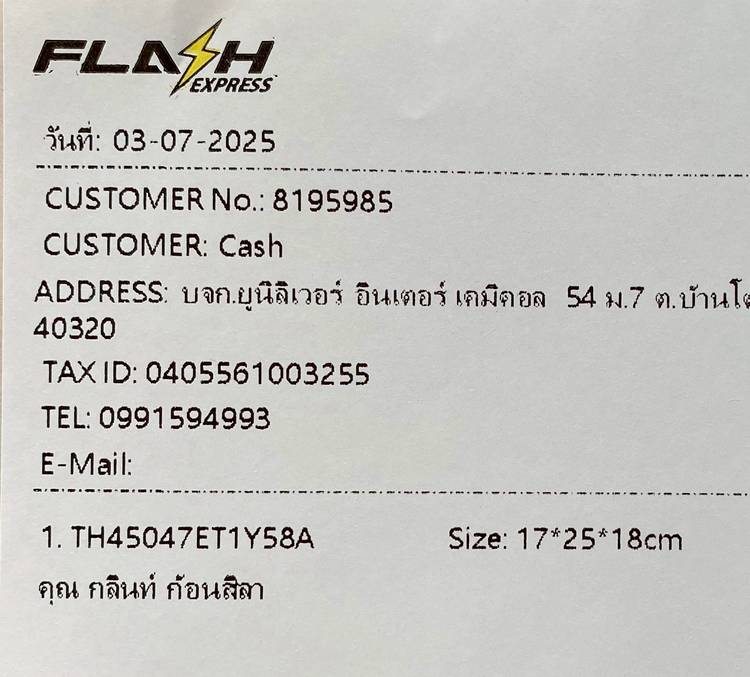 FLASH
EXPRESS
วันที่: 03-07-2025
CUSTOMER No.: 8195985
CUSTOMER: Cash
ADDRESS: บจก.ยูนิลิเวอร์ อินเตอร์ เคมิคอล 54 ม.7 ต.บ้านโต
40320
TAX ID: 0405561003255
TEL: 0991594993
E-Mail:
1. TH45047ET1Y58A Size: 17*25*18cm
คุณ กลินท์ ก้อนสีลา